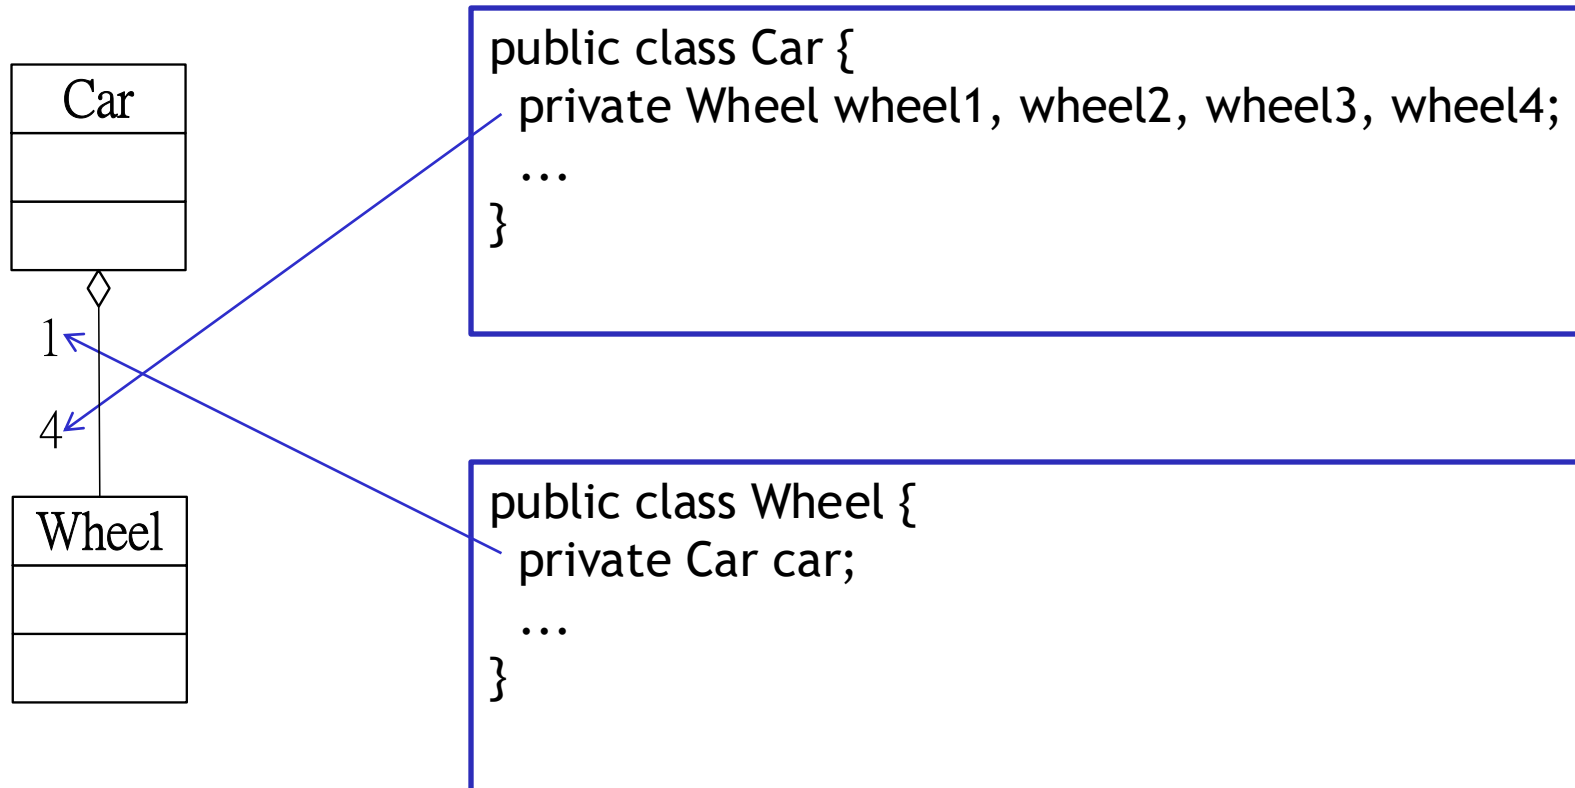 Car
1
4
Wheel
public class Car {
private Wheel wheel1, wheel2, wheel3, wheel4;
...
}
public class Wheel {
private Car car;
...
}